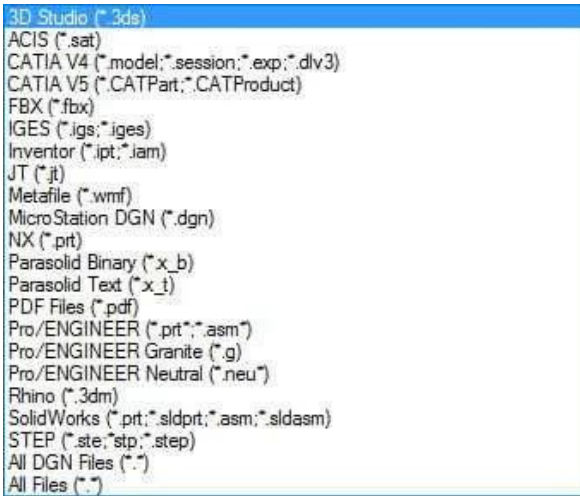 3D Studio (*.3ds)
ACIS (*.sat)
CATIA V4 (*.model;*.session;*.exp;*.dlv3)
CATIA V5 (*.CATPart;*.CATProduct)
FBX (*.fbx)
IGES (*.igs;*.iges)
Inventor (*.ipt;*.iam)
JT (*.jt)
Metafile (*.wmf)
MicroStation DGN (*.dgn)
NX (*.prt)
Parasolid Binary (*.x_b)
Parasolid Text (*.x_t)
PDF Files (*.pdf)
Pro/ENGINEER (*.prt*;*.asm*)
Pro/ENGINEER Granite (*.g)
Pro/ENGINEER Neutral (*.neu*)
Rhino (*.3dm)
SolidWorks (*.prt;*.sldprt;*.asm;*.sldasm)
STEP (*.ste;*stp;*.step)
All DGN Files (*.*)
All Files (*.*)